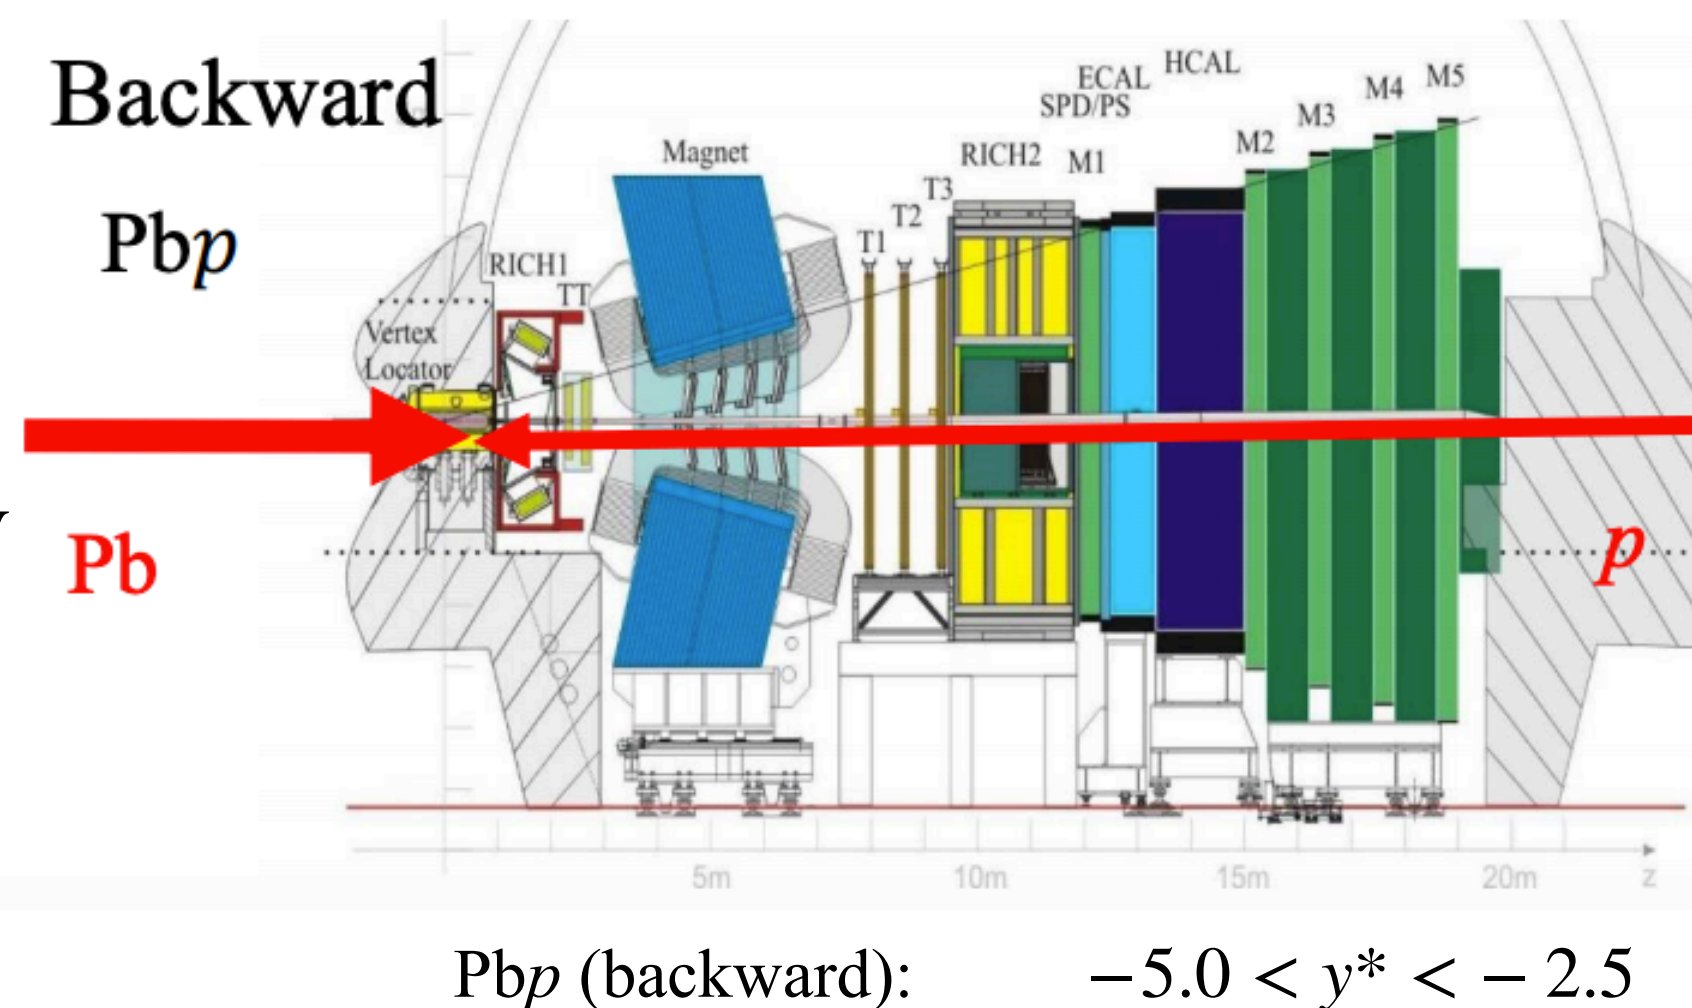 Backward
Pbp
HCAL
ECAL
SPD/PS
M5
M4
M3
M2
M1
RICH2
Magnet
T3
T2
T1
RICH1
TT
Vertex
Locator
Pb
p
5m
10m
15m
20m
z
Pbp (backward): −5.0 < y* < − 2.5